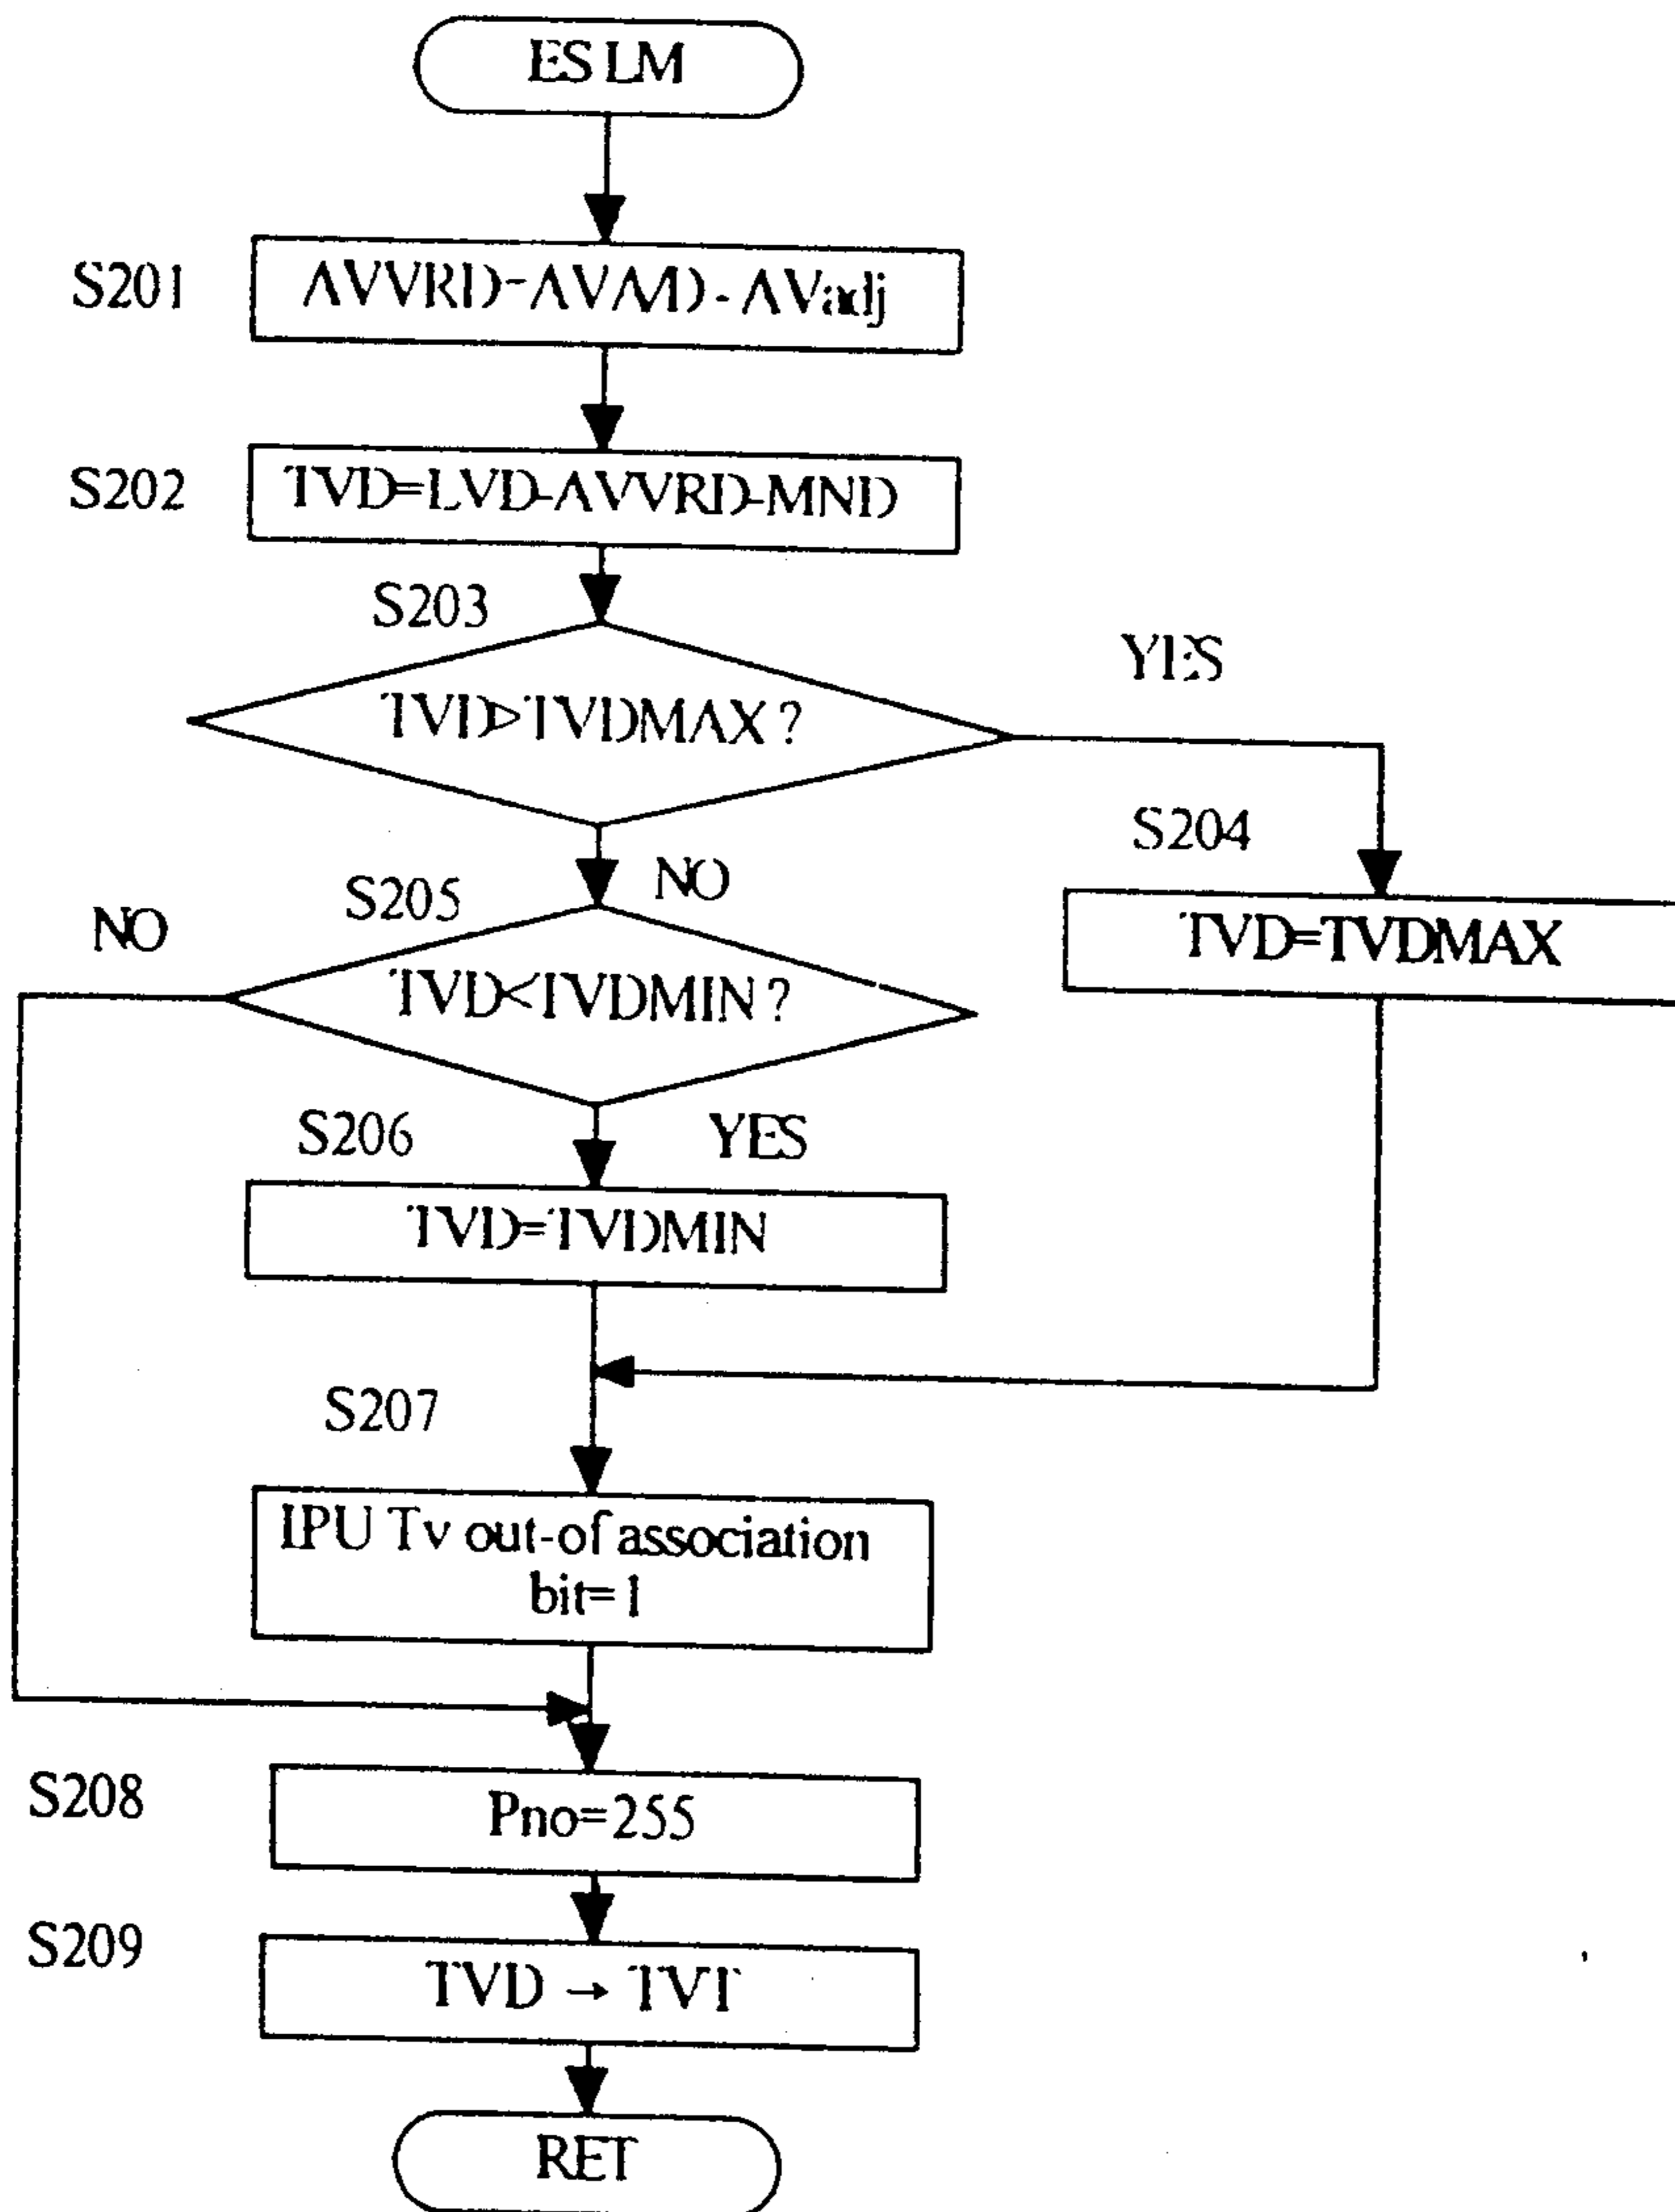 ES LM
S201
AVVRD=AVAMD-AVadj
S202
TVD=LVD-AVVRD-MND
S203
TVD>TVDMAX?
YES
S204
TVD=TVDMAX
NO
S205
NO
TVD<TVDMIN?
S206
YES
TVD=TVDMIN
S207
IPU Tv out-of association
bit=1
S208
Pno=255
S209
TVD → TVT
RET